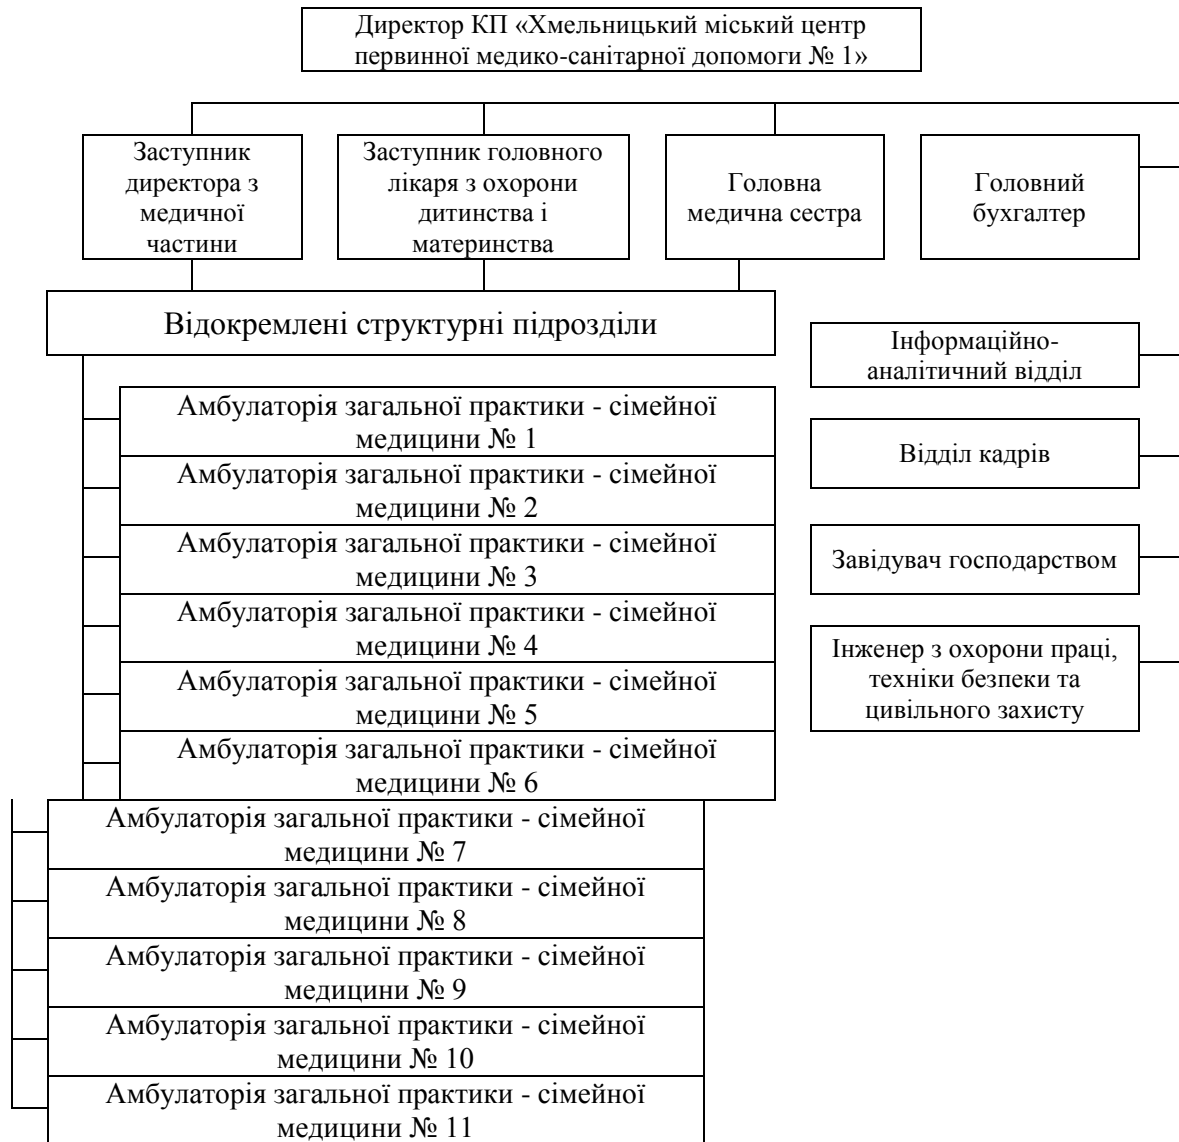 Директор КП «Хмельницький міський центр
первинної медико-санітарної допомоги № 1»
Заступник
директора з
медичної
частини
Заступник головного
лікаря з охорони
дитинства і
материнства
Головна
медична сестра
Головний
бухгалтер
Відокремлені структурні підрозділи
Амбулаторія загальної практики - сімейної
медицини № 1
Амбулаторія загальної практики - сімейної
медицини № 2
Амбулаторія загальної практики - сімейної
медицини № 3
Амбулаторія загальної практики - сімейної
медицини № 4
Амбулаторія загальної практики - сімейної
медицини № 5
Амбулаторія загальної практики - сімейної
медицини № 6
Амбулаторія загальної практики - сімейної
медицини № 7
Амбулаторія загальної практики - сімейної
медицини № 8
Амбулаторія загальної практики - сімейної
медицини № 9
Амбулаторія загальної практики - сімейної
медицини № 10
Амбулаторія загальної практики - сімейної
медицини № 11
Інформаційно-
аналітичний відділ
Відділ кадрів
Завідувач господарством
Інженер з охорони праці,
техніки безпеки та
цивільного захисту